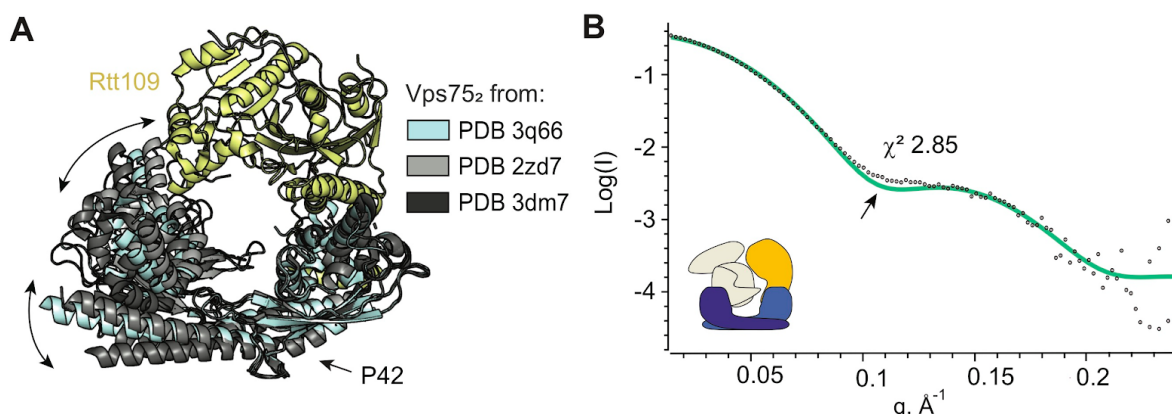 A
Rtt109
Vps75₂ from:
PDB 3q66
PDB 2zd7
PDB 3dm7
P42
B
Log(I)
-1
-2
-3
-4
χ² 2.85
0.05
0.1
0.15
0.2
q, Å⁻¹